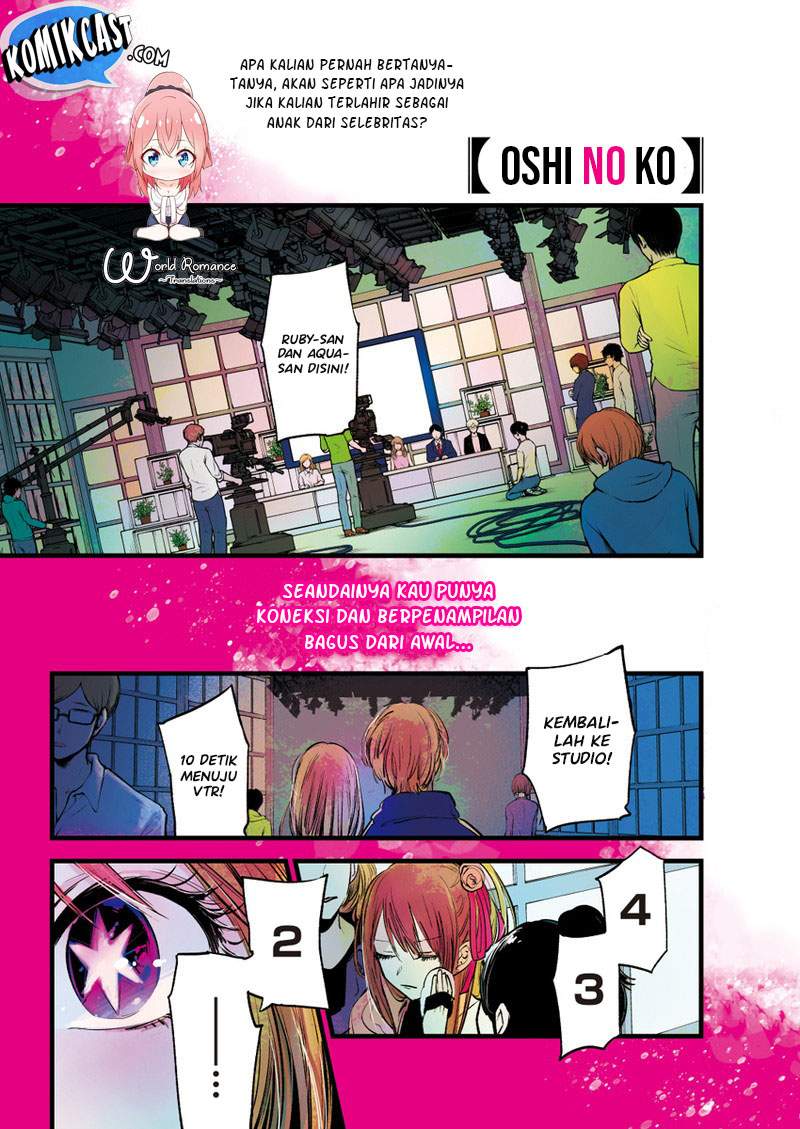 KOMIKCAST
.COM
APA KALIAN PERNAH BERTANYA-
TANYA, AKAN SEPERTI APA JADINYA
JIKA KALIAN TERLAHIR SEBAGAI
ANAK DARI SELEBRITAS?
【OSHI NO KO】
World Romance
~Translations~
RUBY-SAN
DAN AQUA-
SAN DISINI!
SEANDAINYA KAU PUNYA
KONEKSI DAN BERPENAMPILAN
BAGUS DARI AWAL...
KEMBALI-
LAH KE
STUDIO!
10 DETIK
MENUJU
VTR!
4
3
2
——...